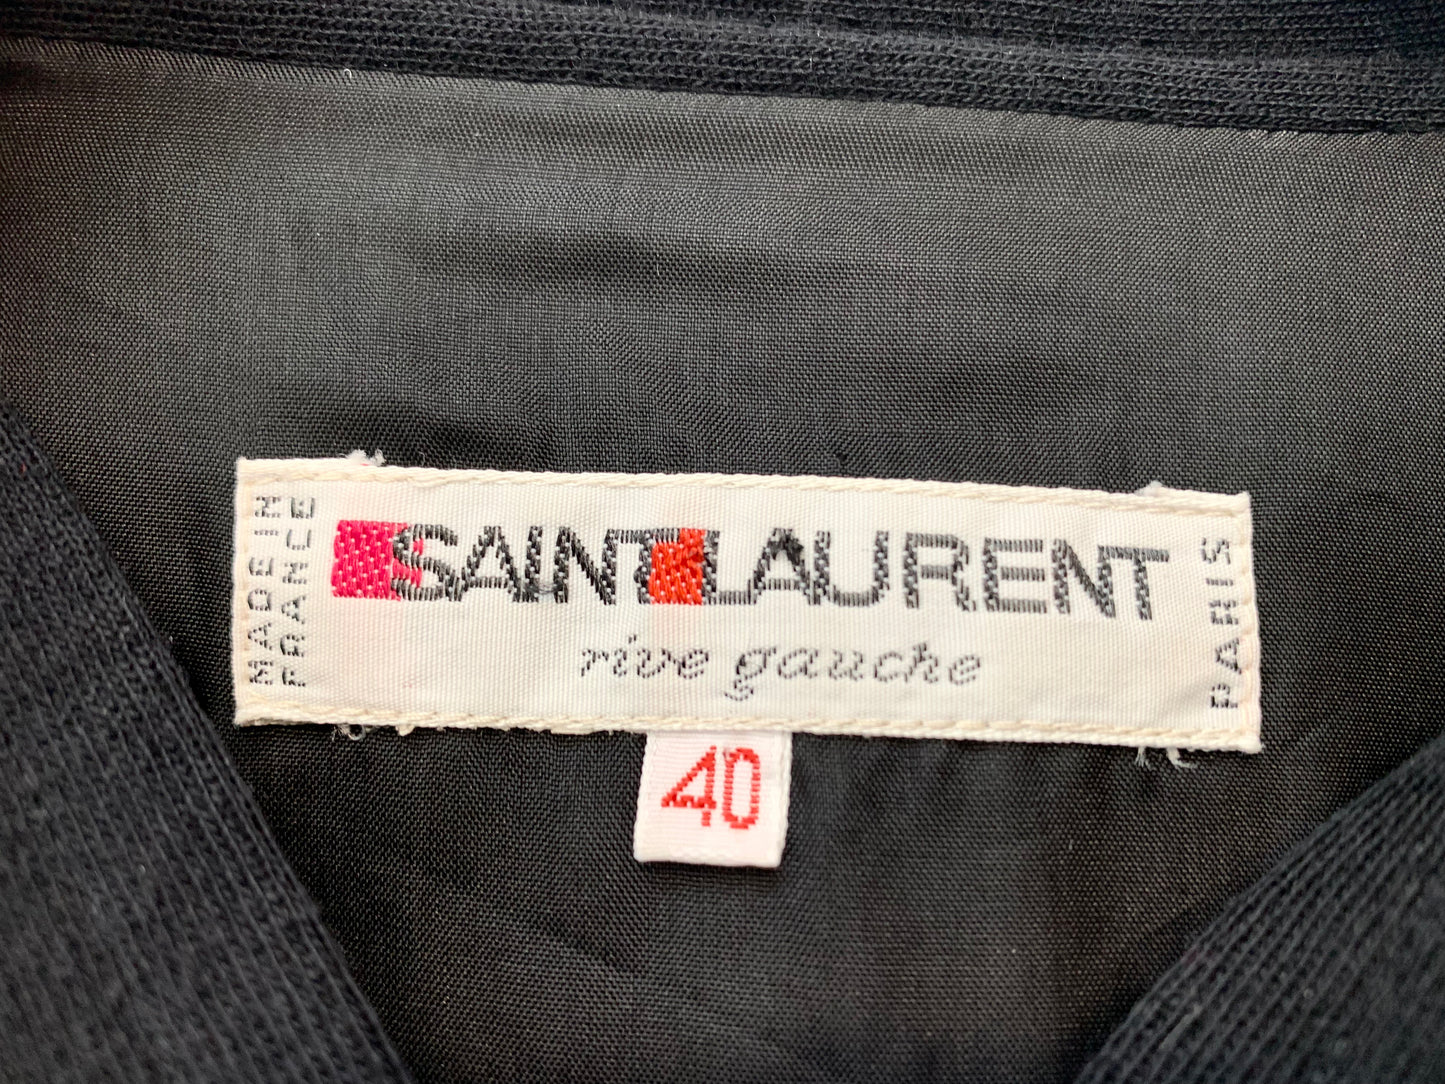 MADE IN
FRANCE
SAINT LAURENT
rive gauche
PARIS
40